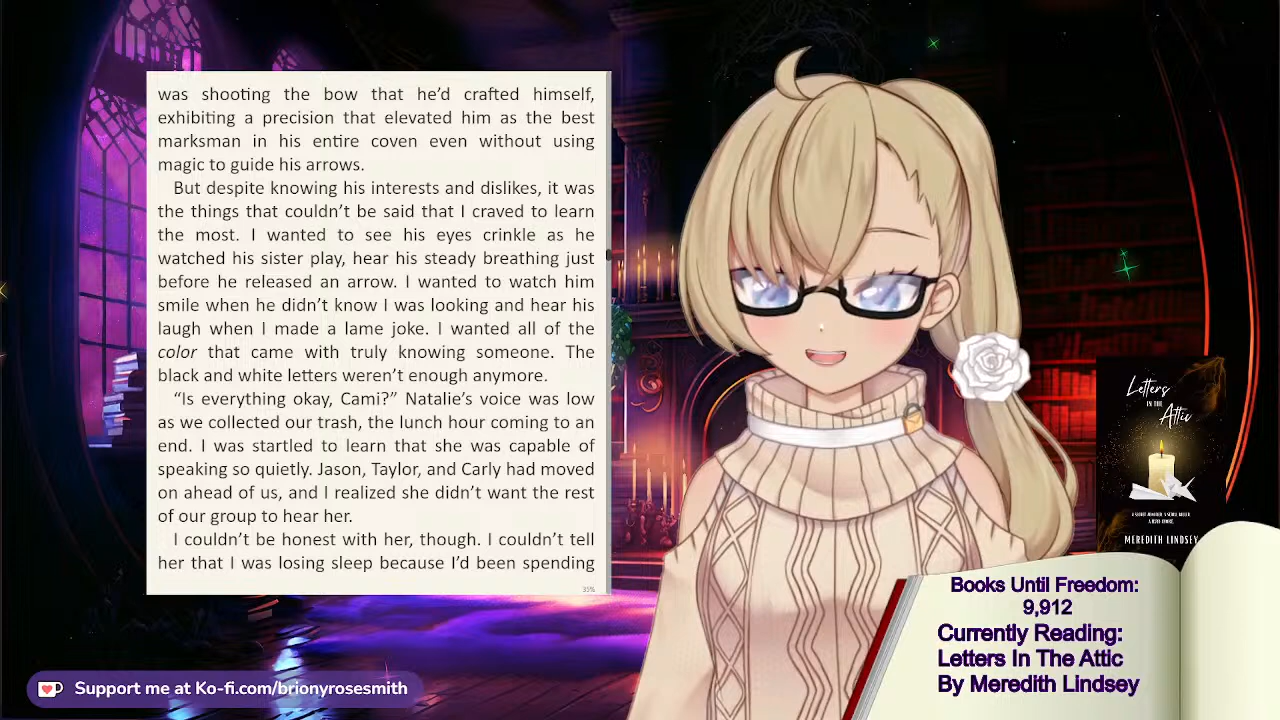 was shooting the bow that he'd crafted himself,
exhibiting a precision that elevated him as the best
marksman in his entire coven even without using
magic to guide his arrows.
But despite knowing his interests and dislikes, it was
the things that couldn't be said that I craved to learn
the most. I wanted to see his eyes crinkle as he
watched his sister play, hear his steady breathing just
before he released an arrow. I wanted to watch him
smile when he didn't know I was looking and hear his
laugh when I made a lame joke. I wanted all of the
color that came with truly knowing someone. The
black and white letters weren't enough anymore.
“Is everything okay, Cami?” Natalie's voice was low
as we collected our trash, the lunch hour coming to an
end. I was startled to learn that she was capable of
speaking so quietly. Jason, Taylor, and Carly had moved
on ahead of us, and I realized she didn't want the rest
of our group to hear her.
I couldn't be honest with her, though. I couldn't tell
her that I was losing sleep because I'd been spending
35%
Letters
IN THE
Attic
MEREDITH LINDSEY
Books Until Freedom:
9,912
Currently Reading:
Letters In The Attic
By Meredith Lindsey
Support me at Ko-fi.com/brionyrosesmith